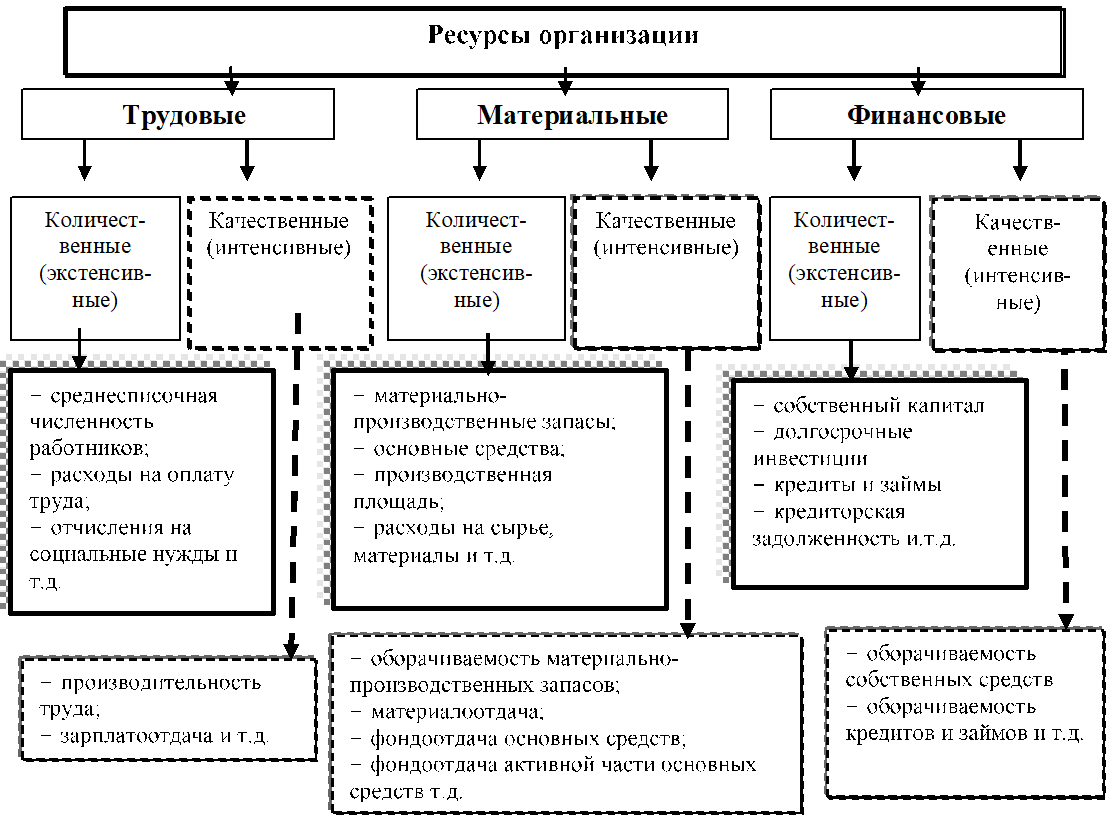 Ресурсы организации
Трудовые
Материальные
Финансовые
Количест-
венные
(экстенсив-
ные)
Качественные
(интенсивные)
Количест-
венные
(экстенсив-
ные)
Качественные
(интенсивные)
Количест-
венные
(экстенсив-
ные)
Качеств-
енные
(интенсив-
ные)
− среднесписочная
численность
работников;
− расходы на оплату
труда;
− отчисления на
социальные нужды и
т.д.
− материально-
производственные запасы;
− основные средства;
− производственная
площадь;
− расходы на сырье,
материалы и т.д.
− собственный капитал
− долгосрочные
инвестиции
− кредиты и займы
− кредиторская
задолженность и.т.д.
− производительность
труда;
− зарплатоотдача и т.д.
− оборачиваемость материально-
производственных запасов;
− материалоотдача;
− фондоотдача основных средств;
− фондоотдача активной части основных
средств т.д.
− оборачиваемость
собственных средств
− оборачиваемость
кредитов и займов и т.д.